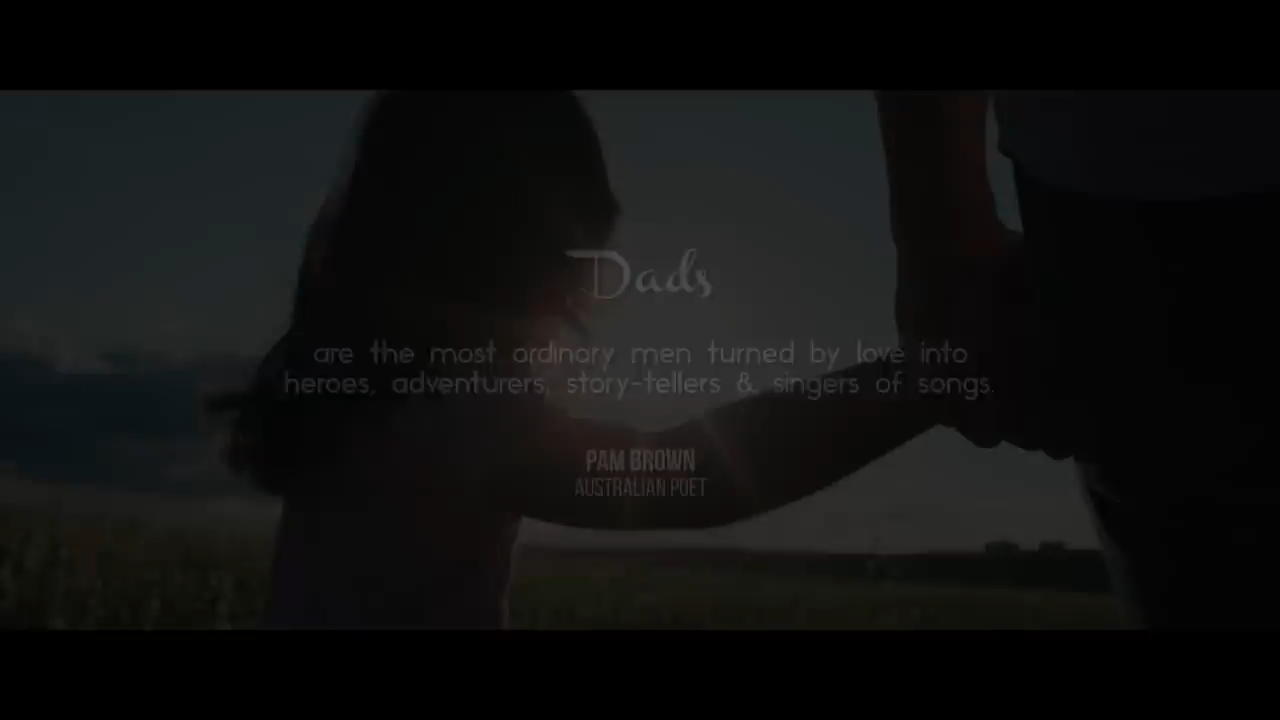 Dads
are the most ordinary men turned by love into
heroes, adventurers, story-tellers & singers of songs.
PAM BROWN
AUSTRALIAN POET